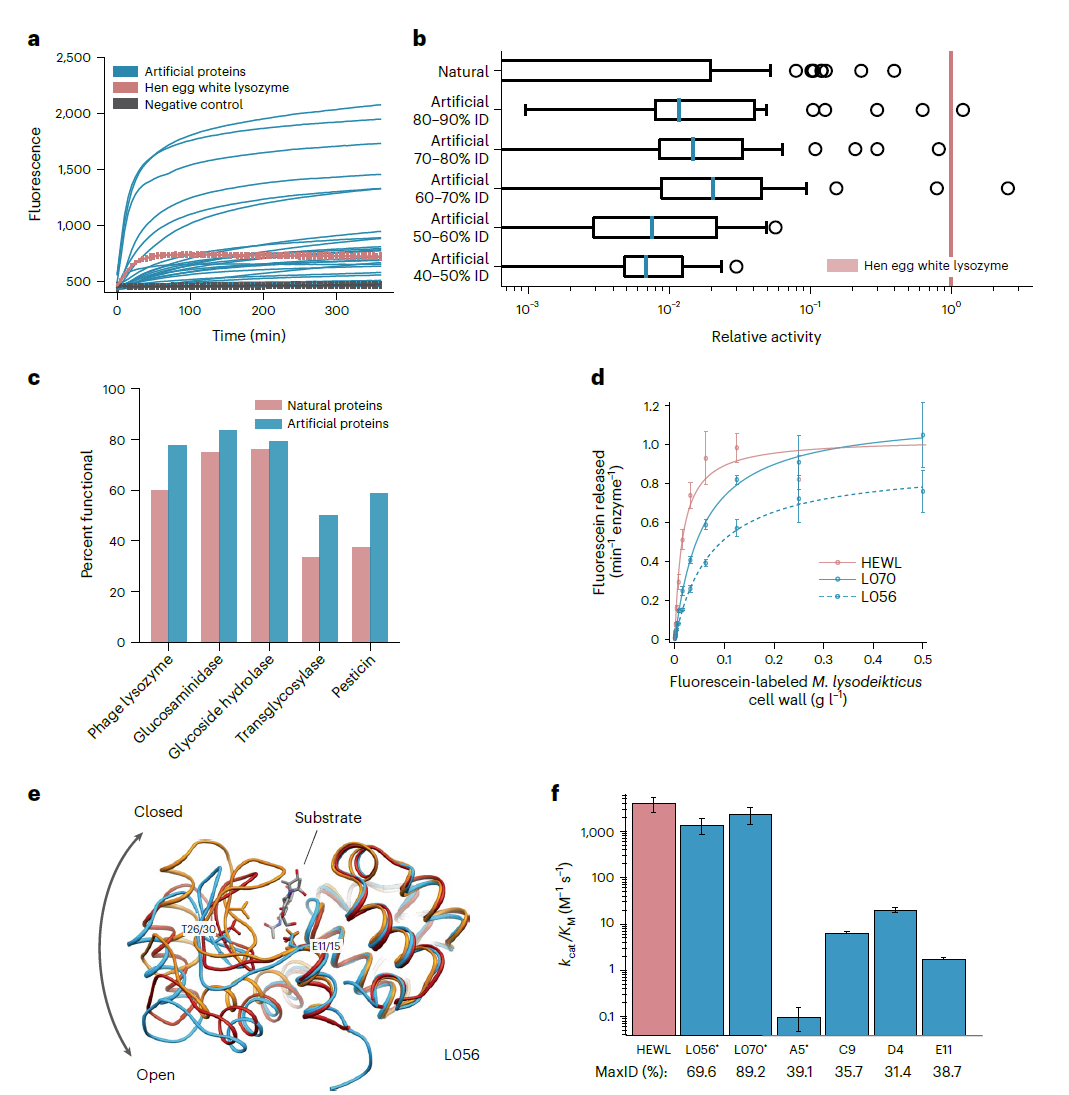 a
2,500
2,000
1,500
1,000
500
Fluorescence
0
100
200
300
Time (min)
Artificial proteins
Hen egg white lysozyme
Negative control
b
Natural
Artificial
80–90% ID
Artificial
70–80% ID
Artificial
60–70% ID
Artificial
50–60% ID
Artificial
40–50% ID
Hen egg white lysozyme
10⁻³
10⁻²
10⁻¹
10⁰
Relative activity
c
100
80
60
40
20
0
Percent functional
Natural proteins
Artificial proteins
Phage lysozyme
Glucosaminidase
Glycoside hydrolase
Transglycosylase
Pesticin
d
1.2
1.0
0.8
0.6
0.4
0.2
0
Fluorescein released
(min⁻¹ enzyme⁻¹)
HEWL
L070
L056
0
0.1
0.2
0.3
0.4
0.5
Fluorescein-labeled M. lysodeikticus
cell wall (g l⁻¹)
e
Closed
Substrate
T26/30
E11/15
L056
Open
f
1,000
100
10
1
0.1
kcat/KM (M⁻¹ s⁻¹)
HEWL L056* L070* A5* C9 D4 E11
MaxID (%): 69.6 89.2 39.1 35.7 31.4 38.7